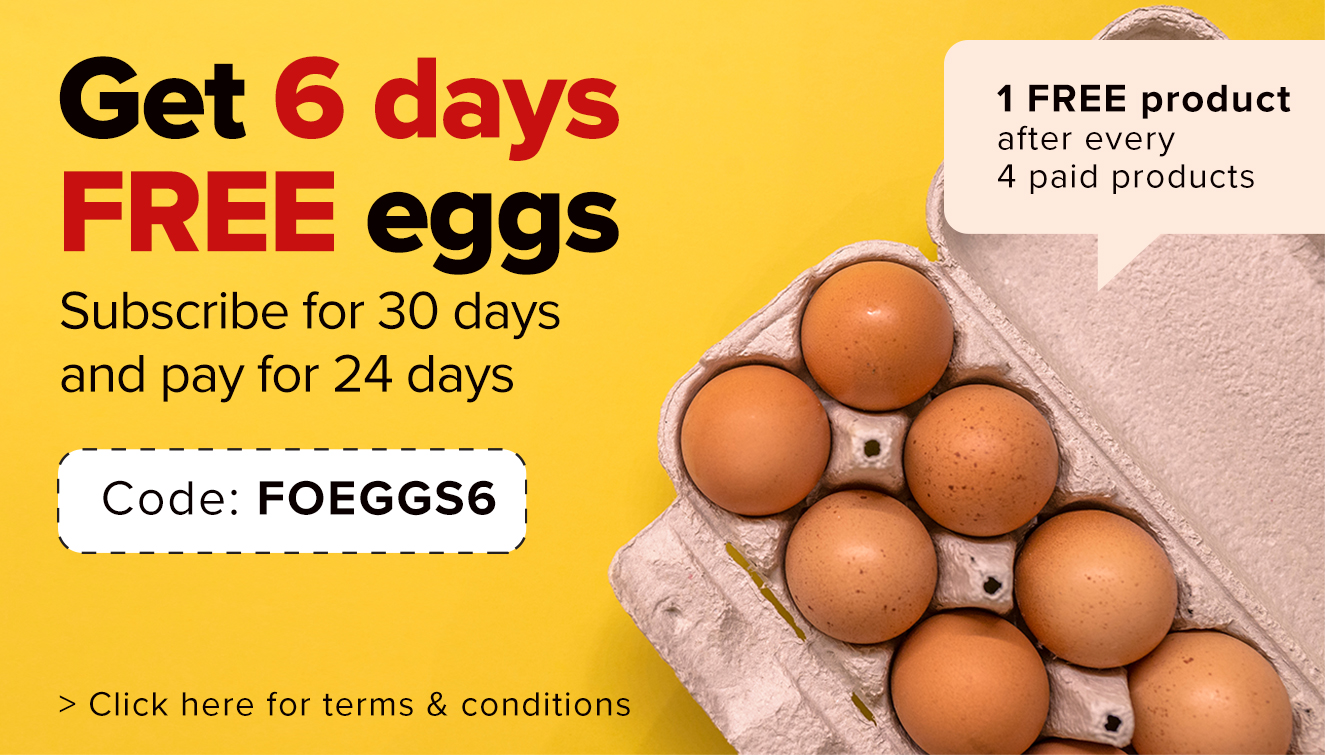 Get 6 days
FREE eggs
Subscribe for 30 days
and pay for 24 days
Code: FOEGGS6
> Click here for terms & conditions
1 FREE product
after every
4 paid products